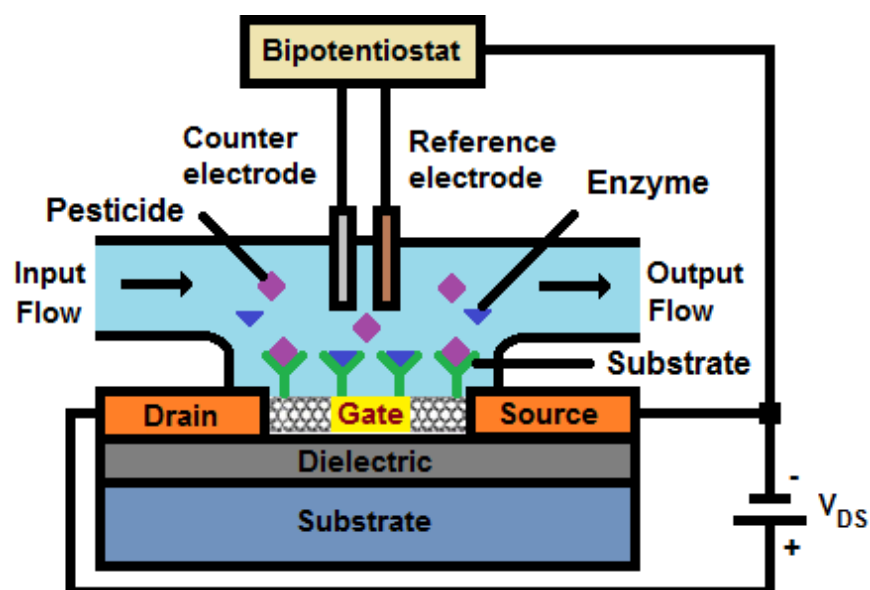 Bipotentiostat
Counter
electrode
Reference
electrode
Enzyme
Pesticide
Input
Flow
Output
Flow
Substrate
Drain
Gate
Source
Dielectric
Substrate
-
VDS
+